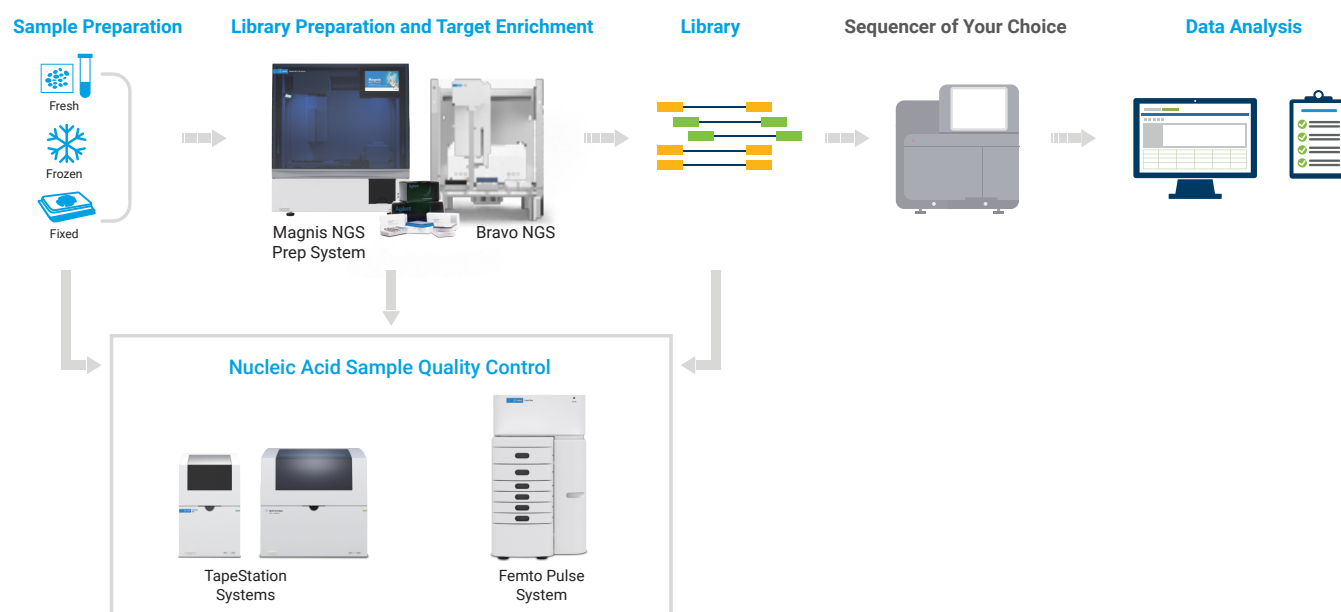 Sample Preparation
Library Preparation and Target Enrichment
Library
Sequencer of Your Choice
Data Analysis
Fresh
Frozen
Fixed
Magnis NGS
Prep System
Bravo NGS
Nucleic Acid Sample Quality Control
TapeStation
Systems
Femto Pulse
System